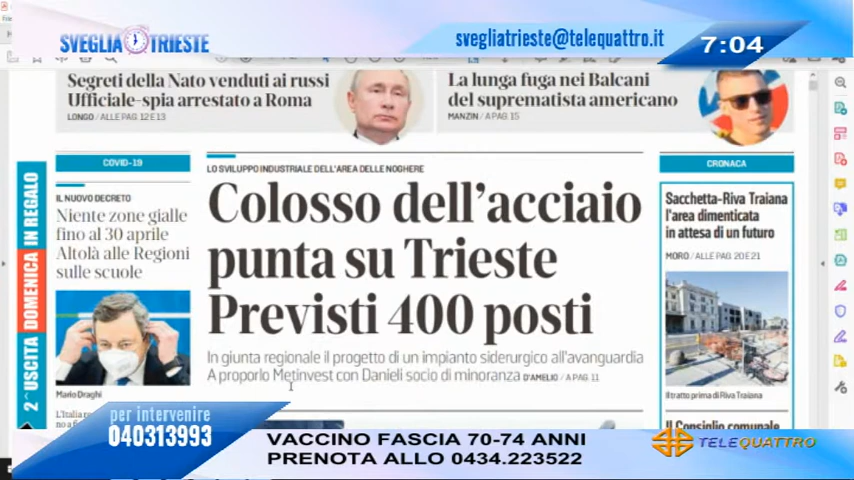 SVEGLIA TRIESTE
svegliatrieste@telequattro.it
7:04
Segreti della Nato venduti ai russi
Ufficiale-spia arrestato a Roma
LONGO / ALLE PAG. 12 E 13
La lunga fuga nei Balcani
del suprematista americano
MANZIN / A PAG. 15
2^ USCITA DOMENICA IN REGALO
COVID-19
IL NUOVO DECRETO
Niente zone gialle
fino al 30 aprile
Altolà alle Regioni
sulle scuole
Mario Draghi
LO SVILUPPO INDUSTRIALE DELL'AREA DELLE NOGHERE
Colosso dell'acciaio
punta su Trieste
Previsti 400 posti
In giunta regionale il progetto di un impianto siderurgico all'avanguardia
A proporlo Metinvest con Danieli socio di minoranza D'AMELIO / A PAG. 11
CRONACA
Sacchetta-Riva Traiana
l'area dimenticata
in attesa di un futuro
MORO / ALLE PAG. 20 E 21
Il tratto prima di Riva Traiana
Il Consiglio comunale
per intervenire
040313993
VACCINO FASCIA 70-74 ANNI
PRENOTA ALLO 0434.223522
TELEQUATTRO